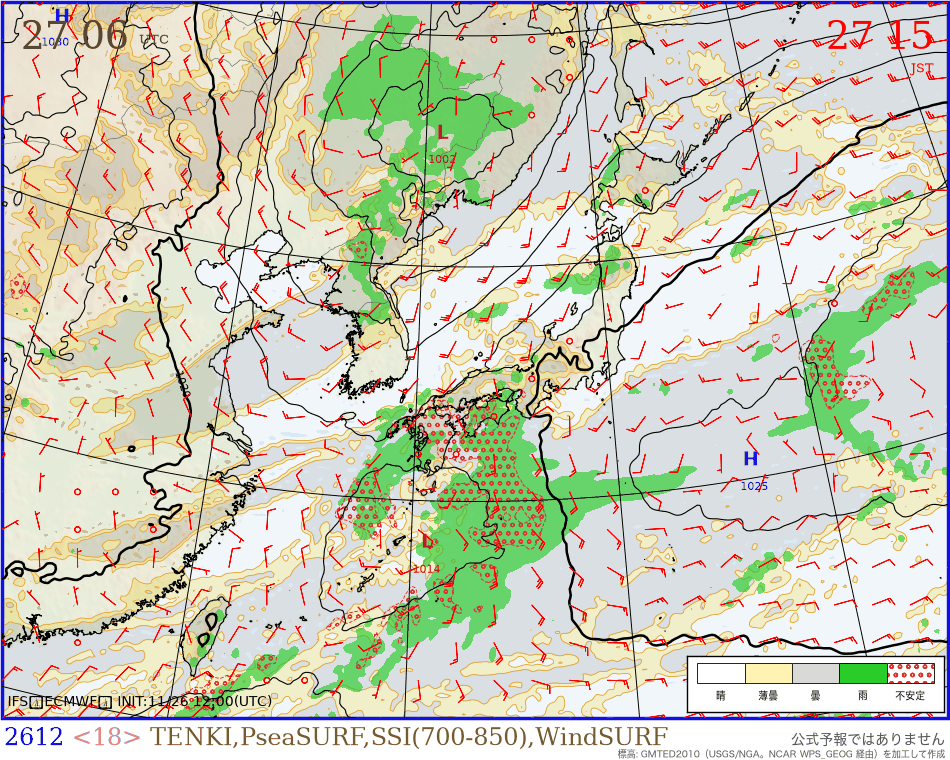 H
1030
27 06 UTC
27 15
JST
L
1002
1020
H
1025
L
1014
晴 薄曇 曇 雨 不安定
IFS□ECMWF□ INIT:11/26 12:00(UTC)
2612 <18> TENKI,PseaSURF,SSI(700-850),WindSURF
公式予報ではありません
標高: GMTED2010（USGS/NGA。NCAR WPS_GEOG 経由）を加工して作成